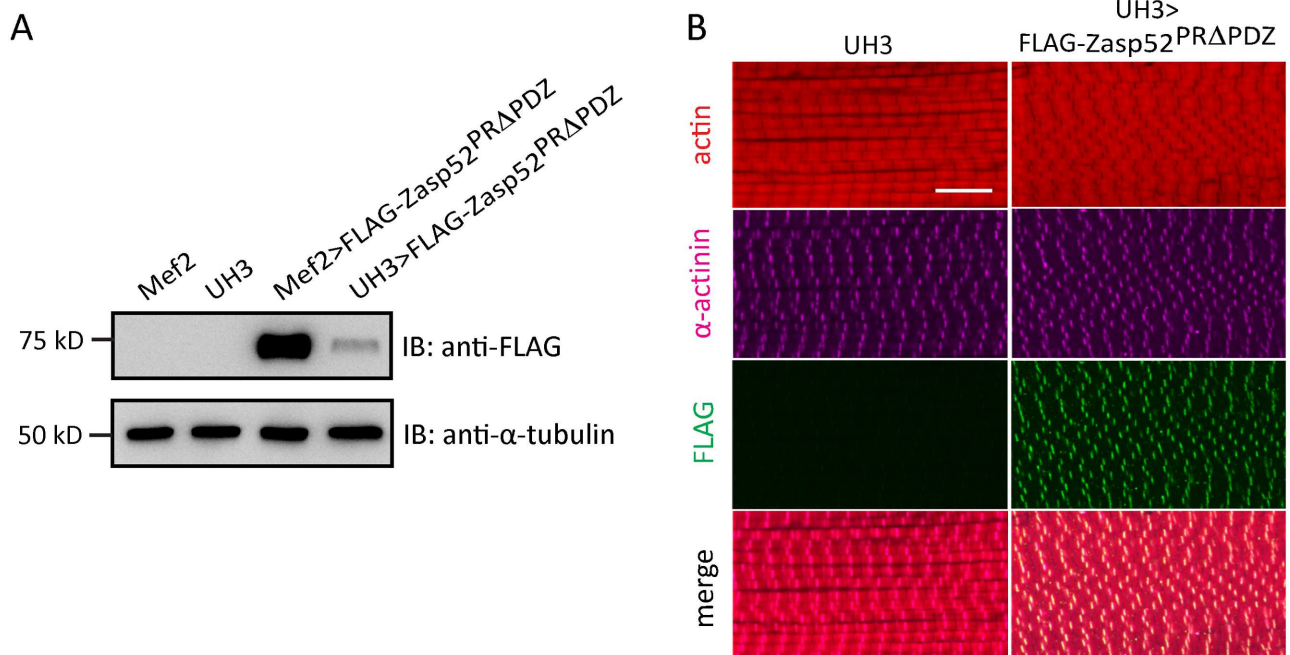 A
Mef2
UH3
Mef2>FLAG-Zasp52PRΔPDZ
UH3>FLAG-Zasp52PRΔPDZ
75 kD
IB: anti-FLAG
50 kD
IB: anti-α-tubulin
B
UH3
UH3>
FLAG-Zasp52PRΔPDZ
actin
α-actinin
FLAG
merge